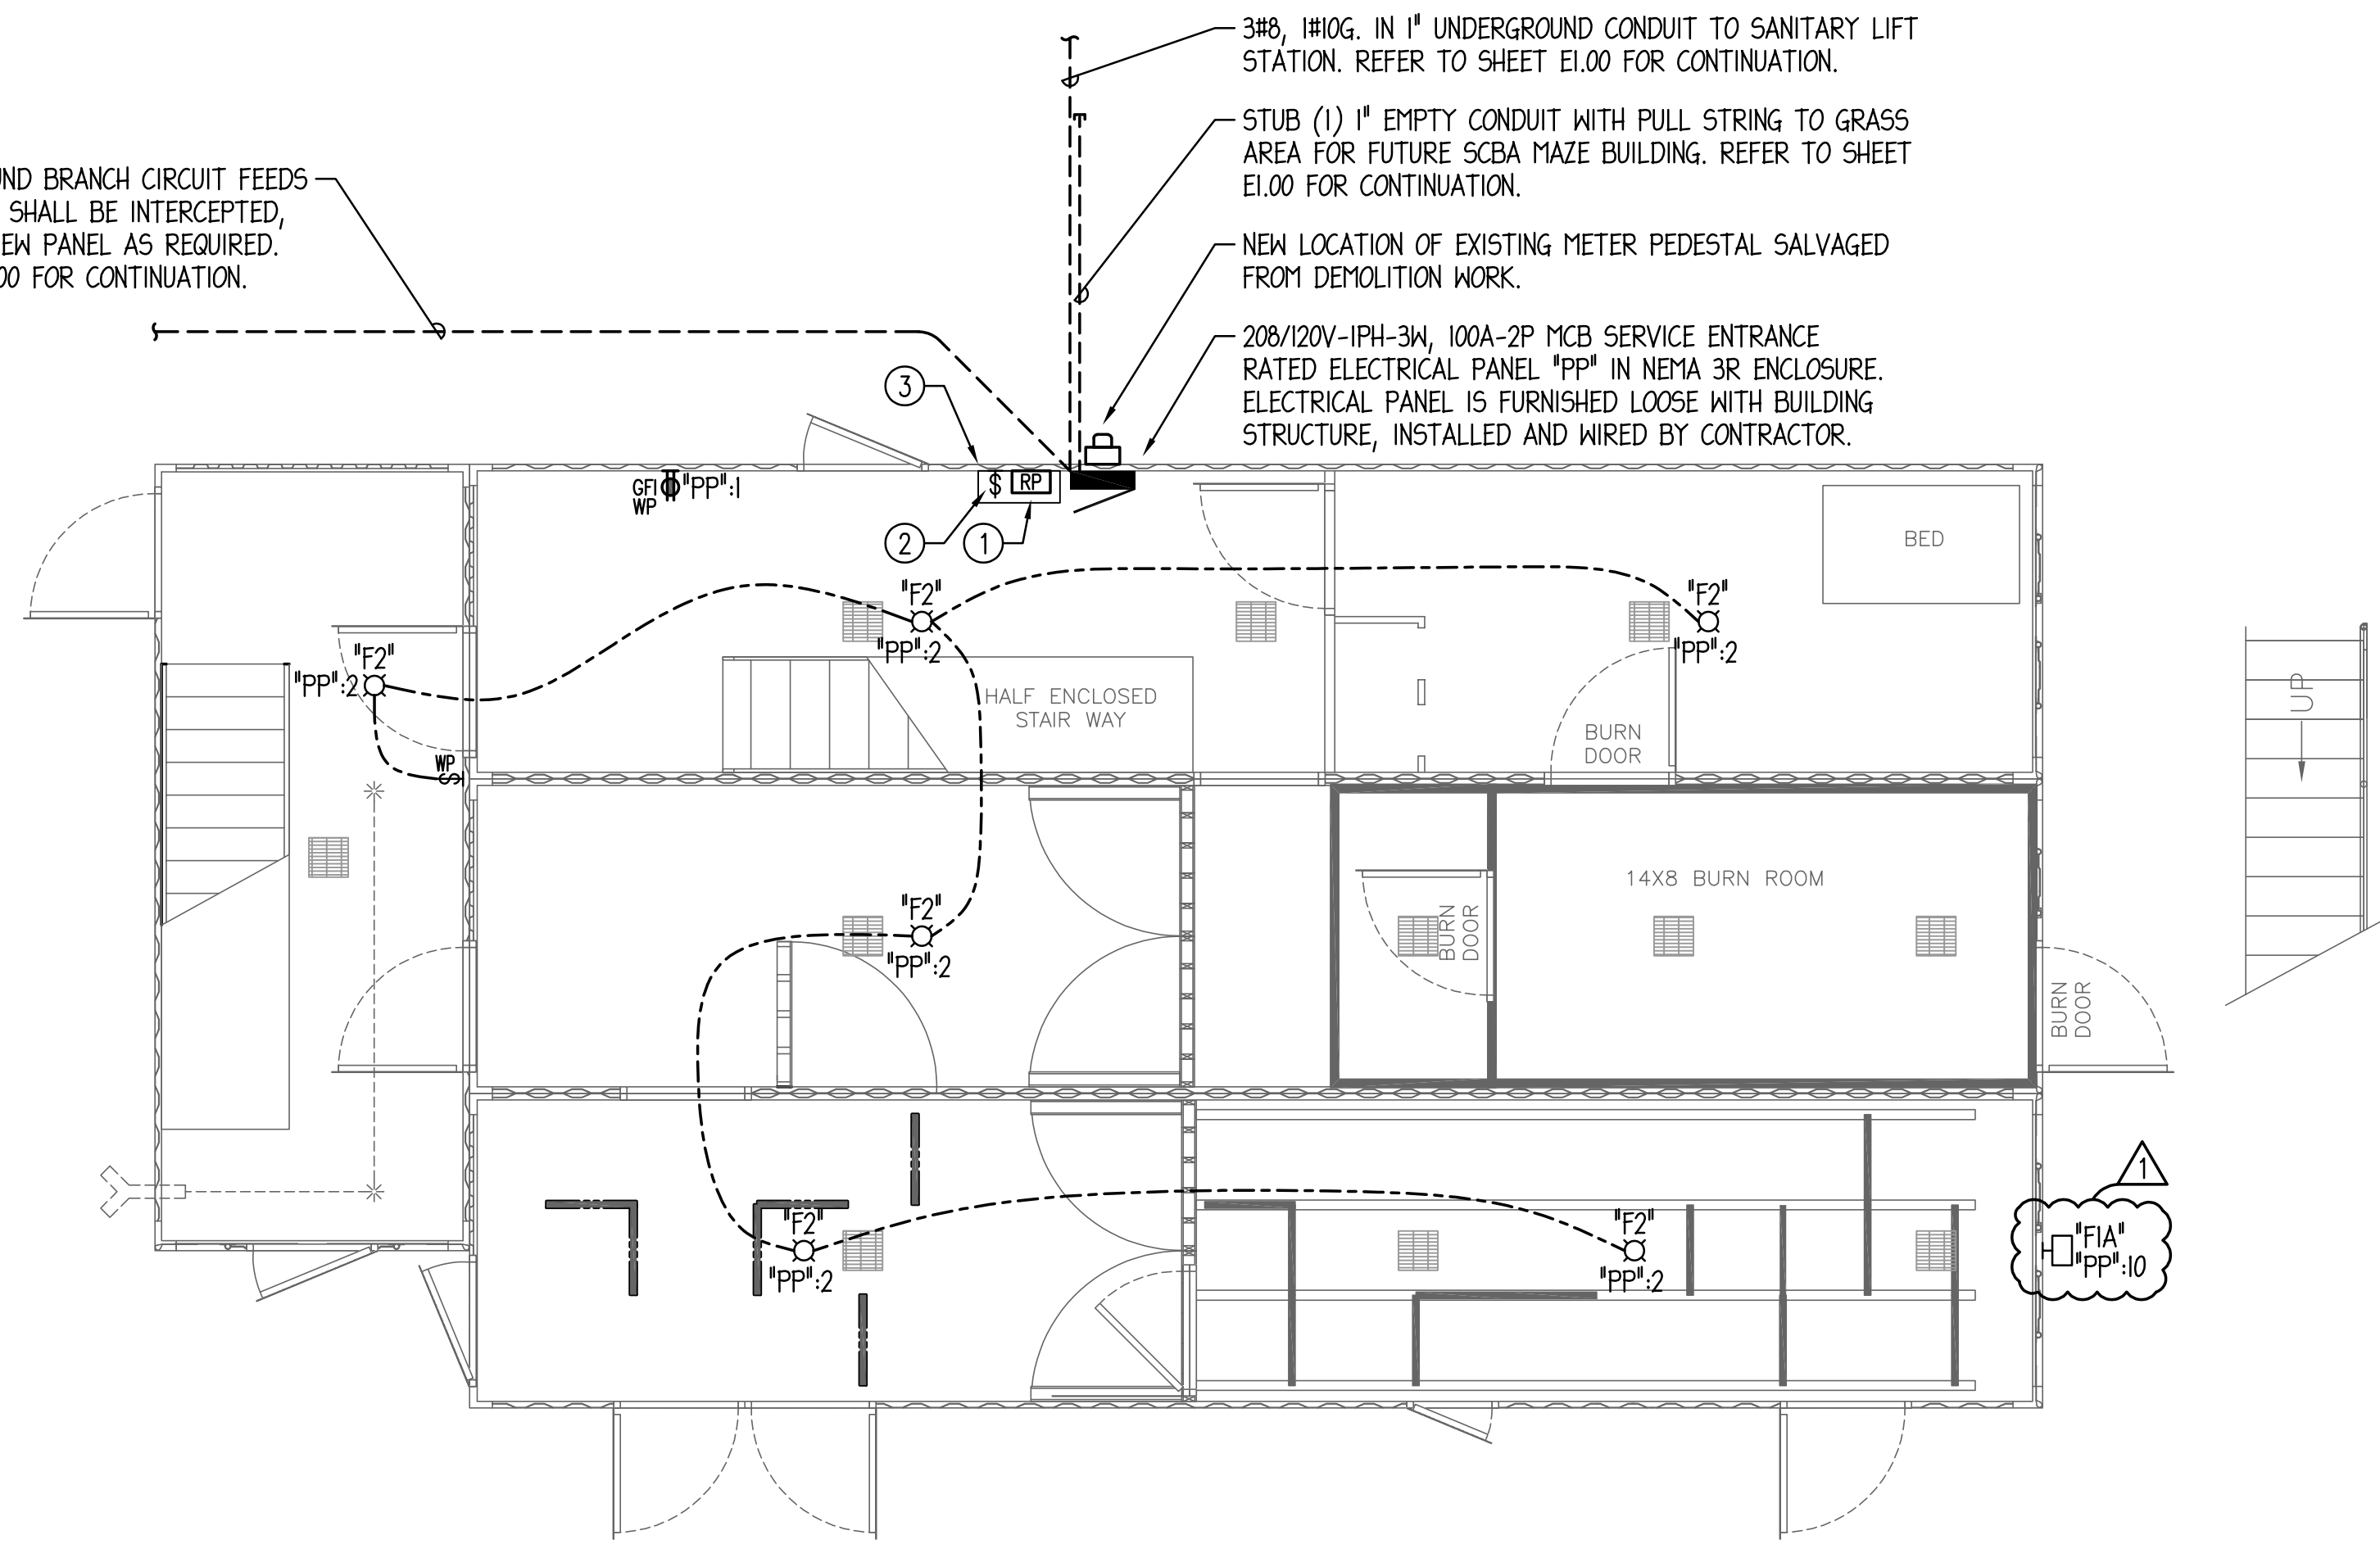 3#8, 1#10G. IN 1" UNDERGROUND CONDUIT TO SANITARY LIFT
STATION. REFER TO SHEET E1.00 FOR CONTINUATION.
STUB (1) 1" EMPTY CONDUIT WITH PULL STRING TO GRASS
AREA FOR FUTURE SCBA MAZE BUILDING. REFER TO SHEET
E1.00 FOR CONTINUATION.
BRANCH CIRCUIT FEEDS
SHALL BE INTERCEPTED,
PANEL AS REQUIRED.
FOR CONTINUATION.
NEW LOCATION OF EXISTING METER PEDESTAL SALVAGED
FROM DEMOLITION WORK.
208/120V-1PH-3W, 100A-2P MCB SERVICE ENTRANCE
RATED ELECTRICAL PANEL "PP" IN NEMA 3R ENCLOSURE.
ELECTRICAL PANEL IS FURNISHED LOOSE WITH BUILDING
STRUCTURE, INSTALLED AND WIRED BY CONTRACTOR.
3
GFI
WP
"PP":1
$
RP
2
1
BED
"F2"
"PP":2
"F2"
"PP":2
"F2"
"PP":2
HALF ENCLOSED
STAIR WAY
BURN
DOOR
UP
WP
S
14X8 BURN ROOM
BURN
DOOR
"F2"
"PP":2
BURN
DOOR
1
"F2"
"PP":2
"F2"
"PP":2
"F1A"
"PP":10